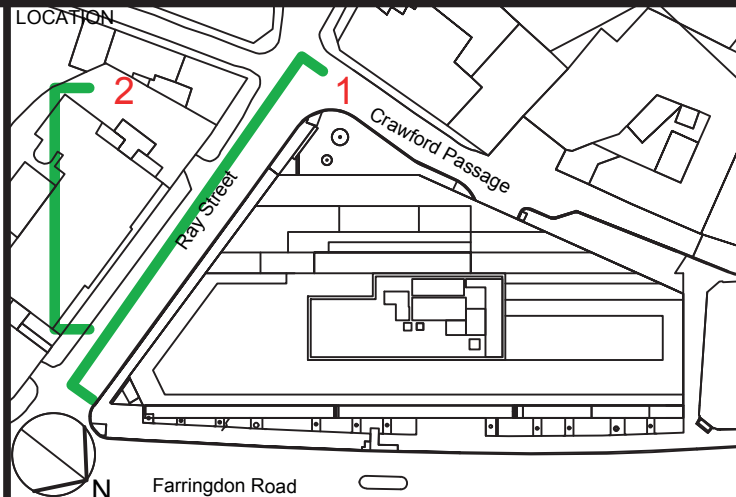 LOCATION
2
1
Crawford Passage
Ray Street
N
Farringdon Road